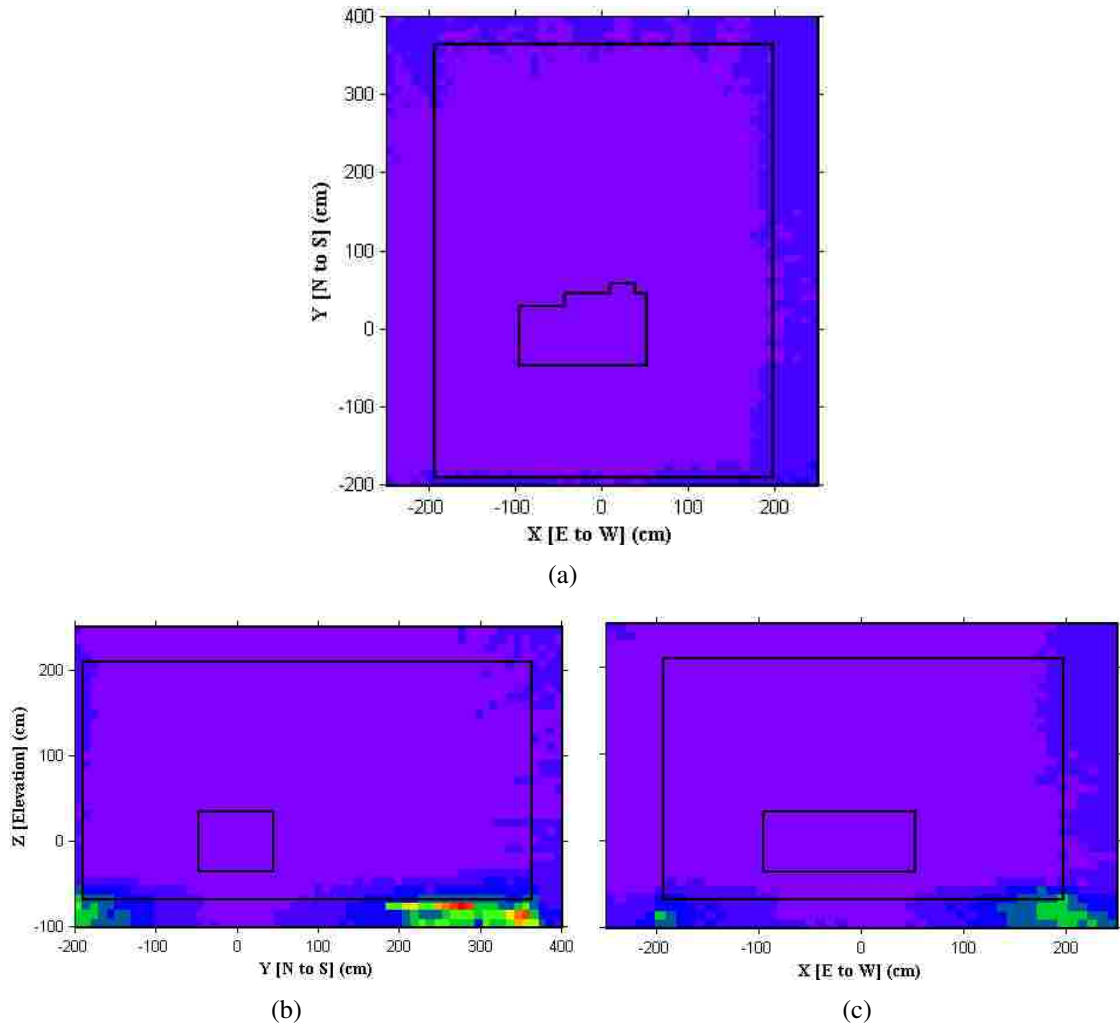 400
300
200
100
0
-100
-200
Y [N to S] (cm)
-200 -100 0 100 200
X [E to W] (cm)
(a)
200
100
0
-100
Z [Elevation] (cm)
-200 -100 0 100 200 300 400
Y [N to S] (cm)
(b)
-200 -100 0 100 200
X [E to W] (cm)
(c)